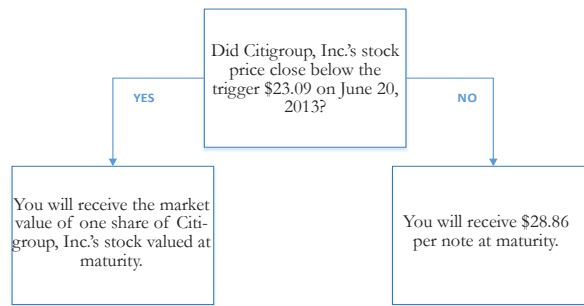 Did Citigroup, Inc.'s stock
price close below the
trigger $23.09 on June 20,
2013?
YES
NO
You will receive the market
value of one share of Citi-
group, Inc.'s stock valued at
maturity.
You will receive $28.86
per note at maturity.